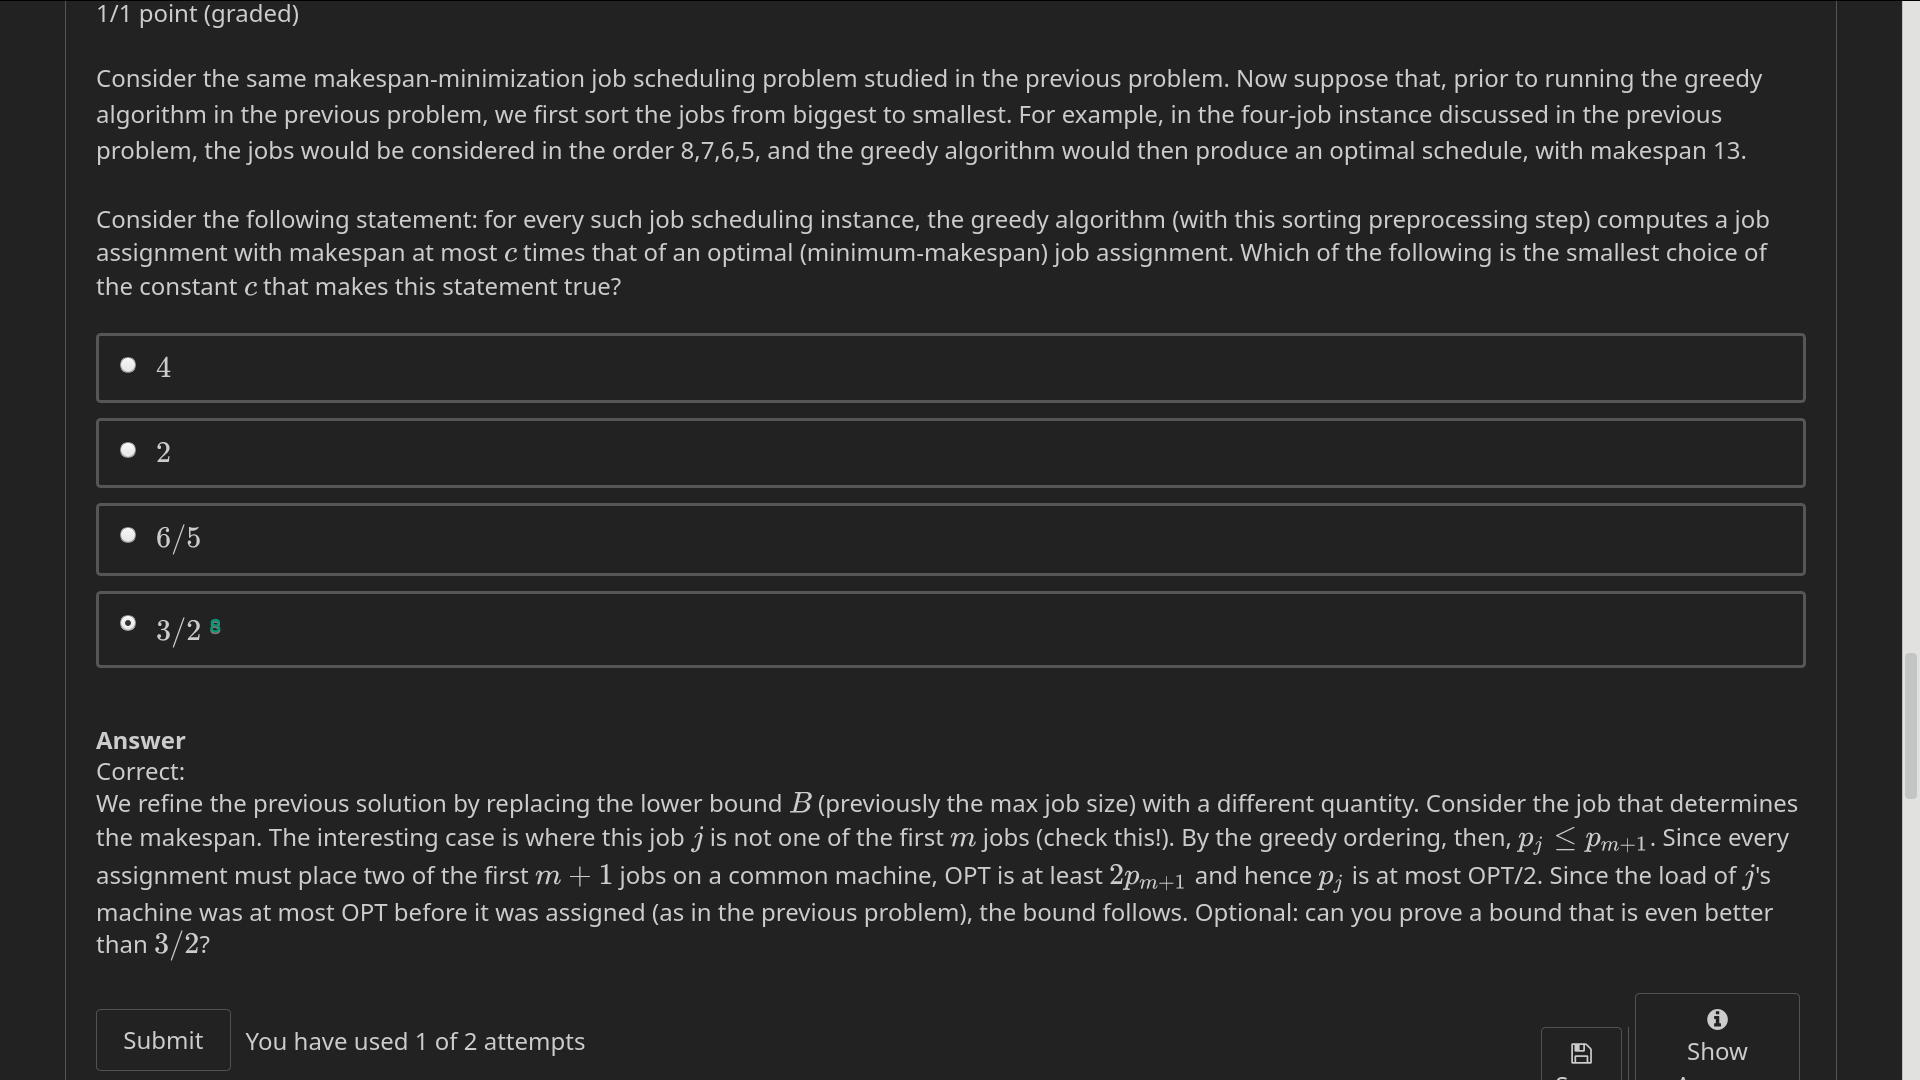 1/1 point (graded)
Consider the same makespan-minimization job scheduling problem studied in the previous problem. Now suppose that, prior to running the greedy
algorithm in the previous problem, we first sort the jobs from biggest to smallest. For example, in the four-job instance discussed in the previous
problem, the jobs would be considered in the order 8,7,6,5, and the greedy algorithm would then produce an optimal schedule, with makespan 13.
Consider the following statement: for every such job scheduling instance, the greedy algorithm (with this sorting preprocessing step) computes a job
assignment with makespan at most c times that of an optimal (minimum-makespan) job assignment. Which of the following is the smallest choice of
the constant c that makes this statement true?
4
2
6/5
3/2
Answer
Correct:
We refine the previous solution by replacing the lower bound B (previously the max job size) with a different quantity. Consider the job that determines
the makespan. The interesting case is where this job j is not one of the first m jobs (check this!). By the greedy ordering, then, p_j ≤ p_{m+1}. Since every
assignment must place two of the first m + 1 jobs on a common machine, OPT is at least 2p_{m+1} and hence p_j is at most OPT/2. Since the load of j's
machine was at most OPT before it was assigned (as in the previous problem), the bound follows. Optional: can you prove a bound that is even better
than 3/2?
Submit You have used 1 of 2 attempts
Show